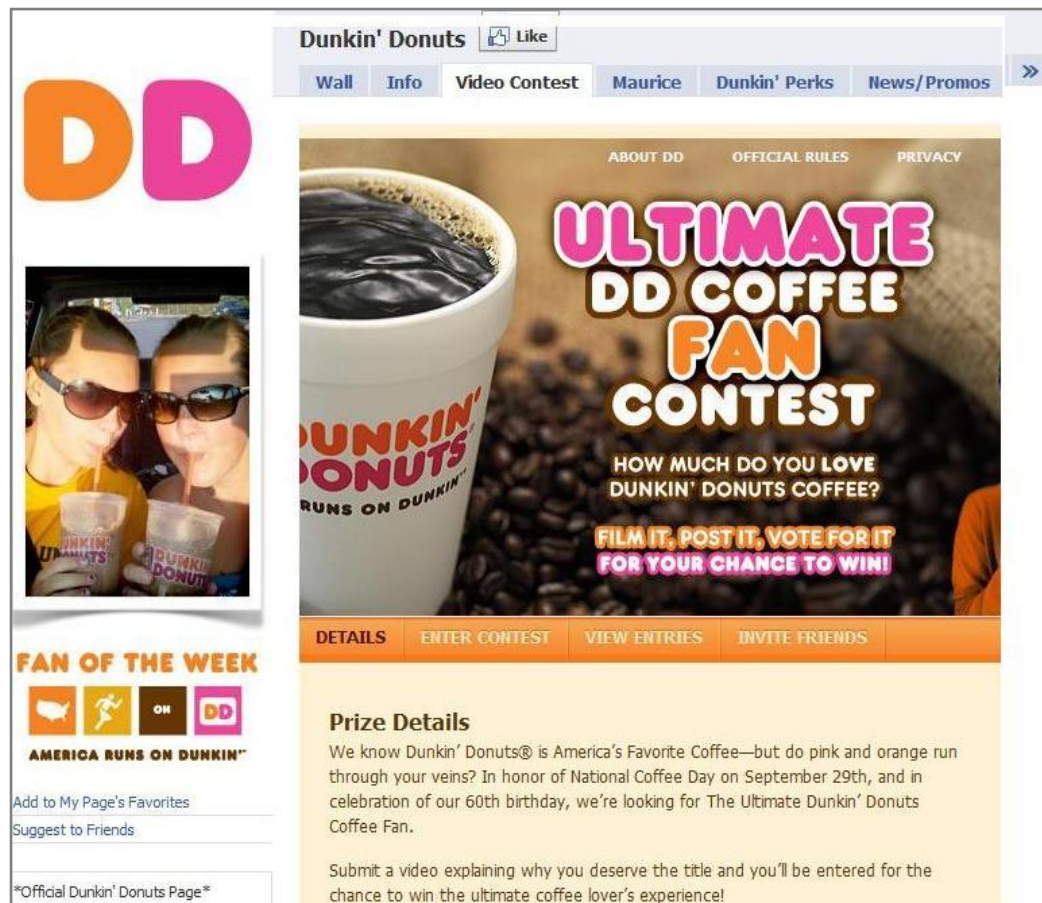 Dunkin' Donuts Like
Wall Info Video Contest Maurice Dunkin' Perks News/Promos »
DD
ABOUT DD OFFICIAL RULES PRIVACY
ULTIMATE
DD COFFEE
FAN
CONTEST
HOW MUCH DO YOU LOVE
DUNKIN' DONUTS COFFEE?
FILM IT, POST IT, VOTE FOR IT
FOR YOUR CHANCE TO WIN!
DUNKIN'
DONUTS
RUNS ON DUNKIN'
DUNKIN'
DONUTS
DETAILS ENTER CONTEST VIEW ENTRIES INVITE FRIENDS
FAN OF THE WEEK
ON DD
AMERICA RUNS ON DUNKIN'™
Add to My Page's Favorites
Suggest to Friends
*Official Dunkin' Donuts Page*
Prize Details
We know Dunkin' Donuts® is America's Favorite Coffee—but do pink and orange run
through your veins? In honor of National Coffee Day on September 29th, and in
celebration of our 60th birthday, we're looking for The Ultimate Dunkin' Donuts
Coffee Fan.
Submit a video explaining why you deserve the title and you'll be entered for the
chance to win the ultimate coffee lover's experience!